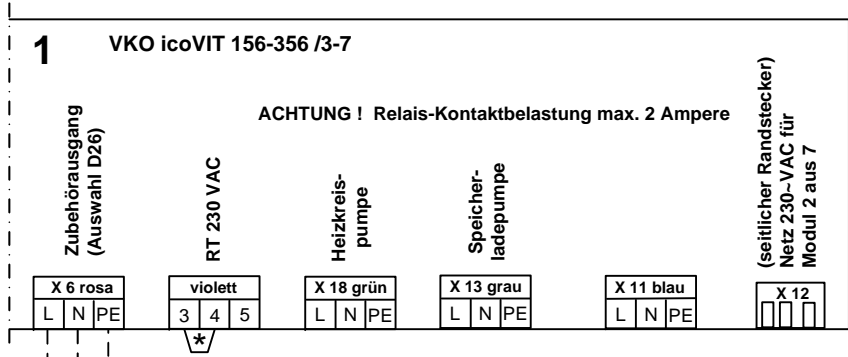 1
VKO icoVIT 156-356 /3-7
ACHTUNG ! Relais-Kontaktbelastung max. 2 Ampere
Zubehörausgang
(Auswahl D26)
RT 230 VAC
Heizkreis-
pumpe
Speicher-
ladepumpe
(seitlicher Randstecker)
Netz 230~VAC für
Modul 2 aus 7
X 6 rosa
L N PE
violett
3 4 5
*
X 18 grün
L N PE
X 13 grau
L N PE
X 11 blau
L N PE
X 12